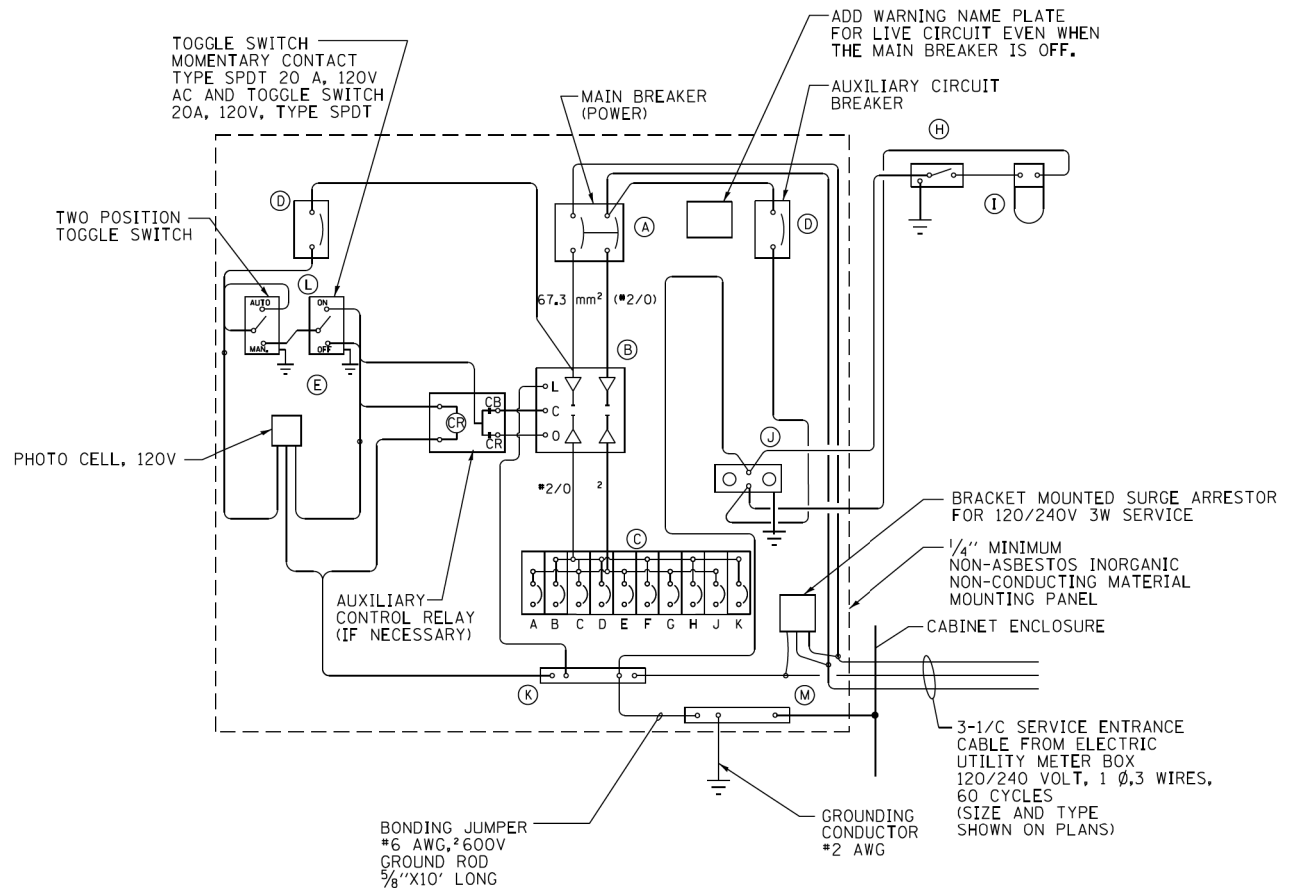 ADD WARNING NAME PLATE
FOR LIVE CIRCUIT EVEN WHEN
THE MAIN BREAKER IS OFF.
TOGGLE SWITCH
MOMENTARY CONTACT
TYPE SPDT 20 A, 120V
AC AND TOGGLE SWITCH
20A, 120V, TYPE SPDT
MAIN BREAKER
(POWER)
AUXILIARY CIRCUIT
BREAKER
H
I
D
A
D
TWO POSITION
TOGGLE SWITCH
L
AUTO
MAN.
ON
OFF
E
67.3 mm² (#2/0)
B
L
C
O
CB
CR
CR
PHOTO CELL, 120V
J
#2/0 ²
C
A B C D E F G H J K
BRACKET MOUNTED SURGE ARRESTOR
FOR 120/240V 3W SERVICE
1/4" MINIMUM
NON-ASBESTOS INORGANIC
NON-CONDUCTING MATERIAL
MOUNTING PANEL
CABINET ENCLOSURE
AUXILIARY
CONTROL RELAY
(IF NECESSARY)
K
M
3-1/C SERVICE ENTRANCE
CABLE FROM ELECTRIC
UTILITY METER BOX
120/240 VOLT, 1 Ø,3 WIRES,
60 CYCLES
(SIZE AND TYPE
SHOWN ON PLANS)
BONDING JUMPER
#6 AWG,²600V
GROUND ROD
5/8"X10' LONG
GROUNDING
CONDUCTOR
#2 AWG